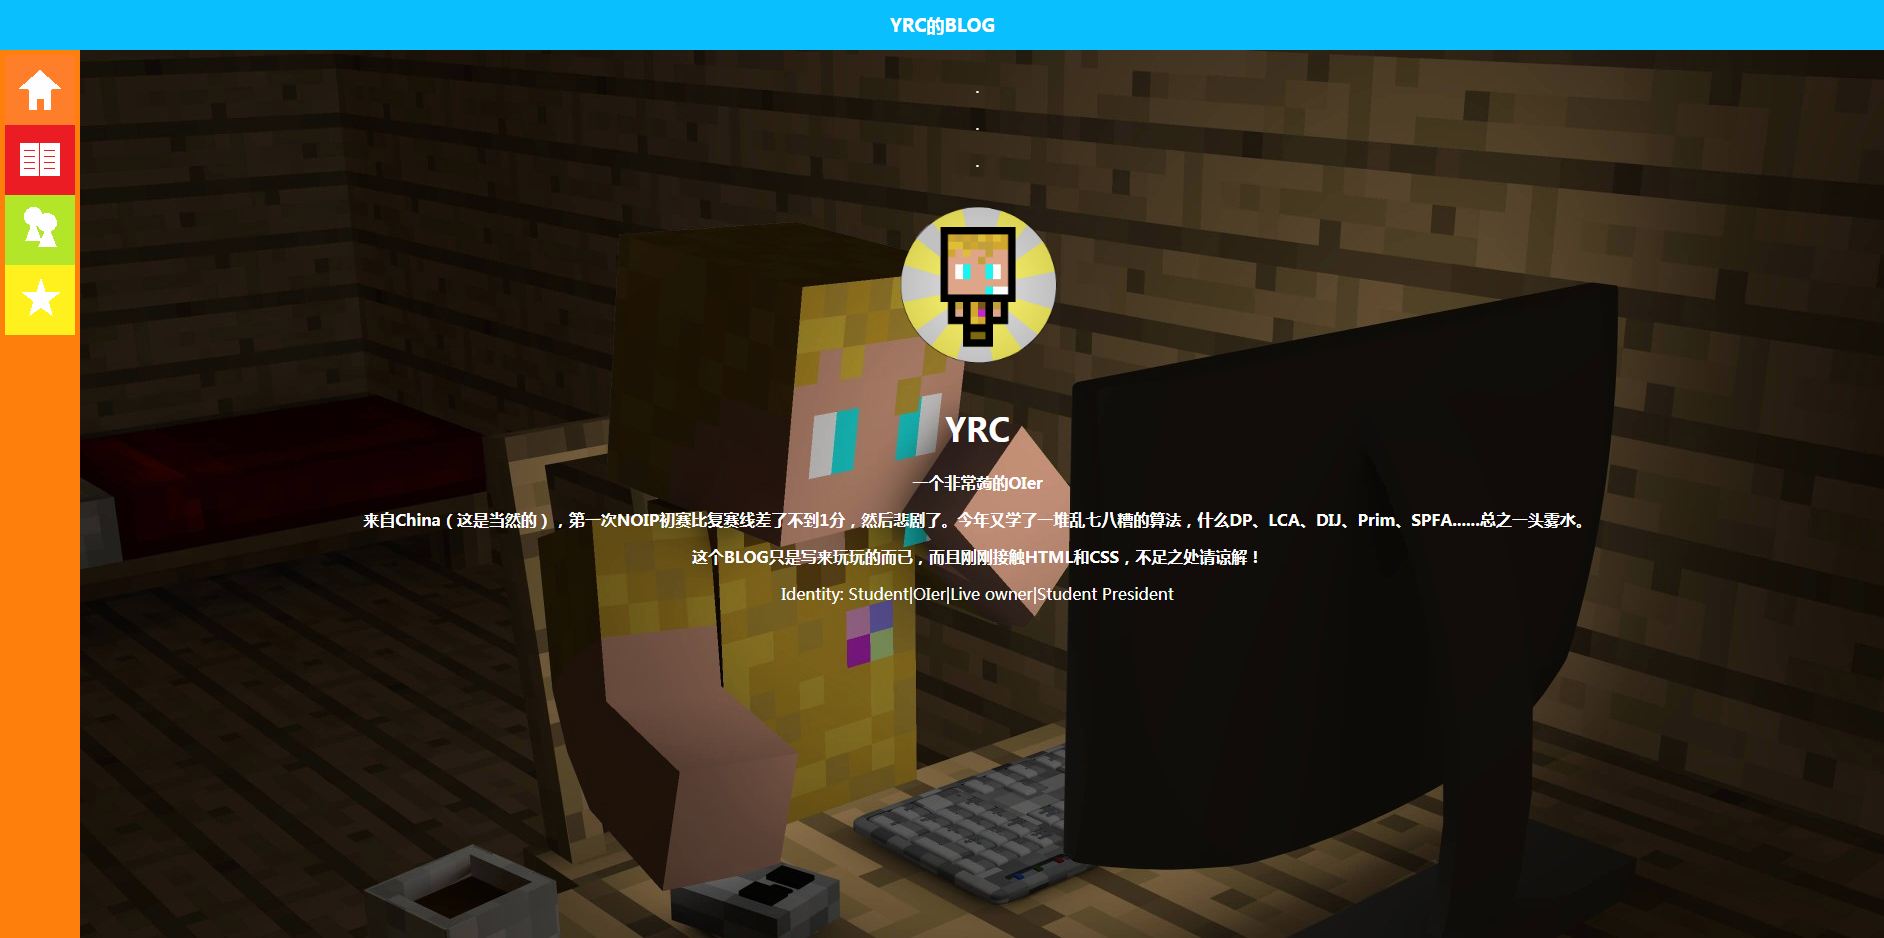 YRC的BLOG
.
.
.
YRC
一个非常蒟的OIer
来自China（这是当然的），第一次NOIP初赛比复赛线差了不到1分，然后悲剧了。今年又学了一堆乱七八糟的算法，什么DP、LCA、DIJ、Prim、SPFA......总之一头雾水。
这个BLOG只是写来玩玩的而已，而且刚刚接触HTML和CSS，不足之处请谅解！
Identity: Student|OIer|Live owner|Student President